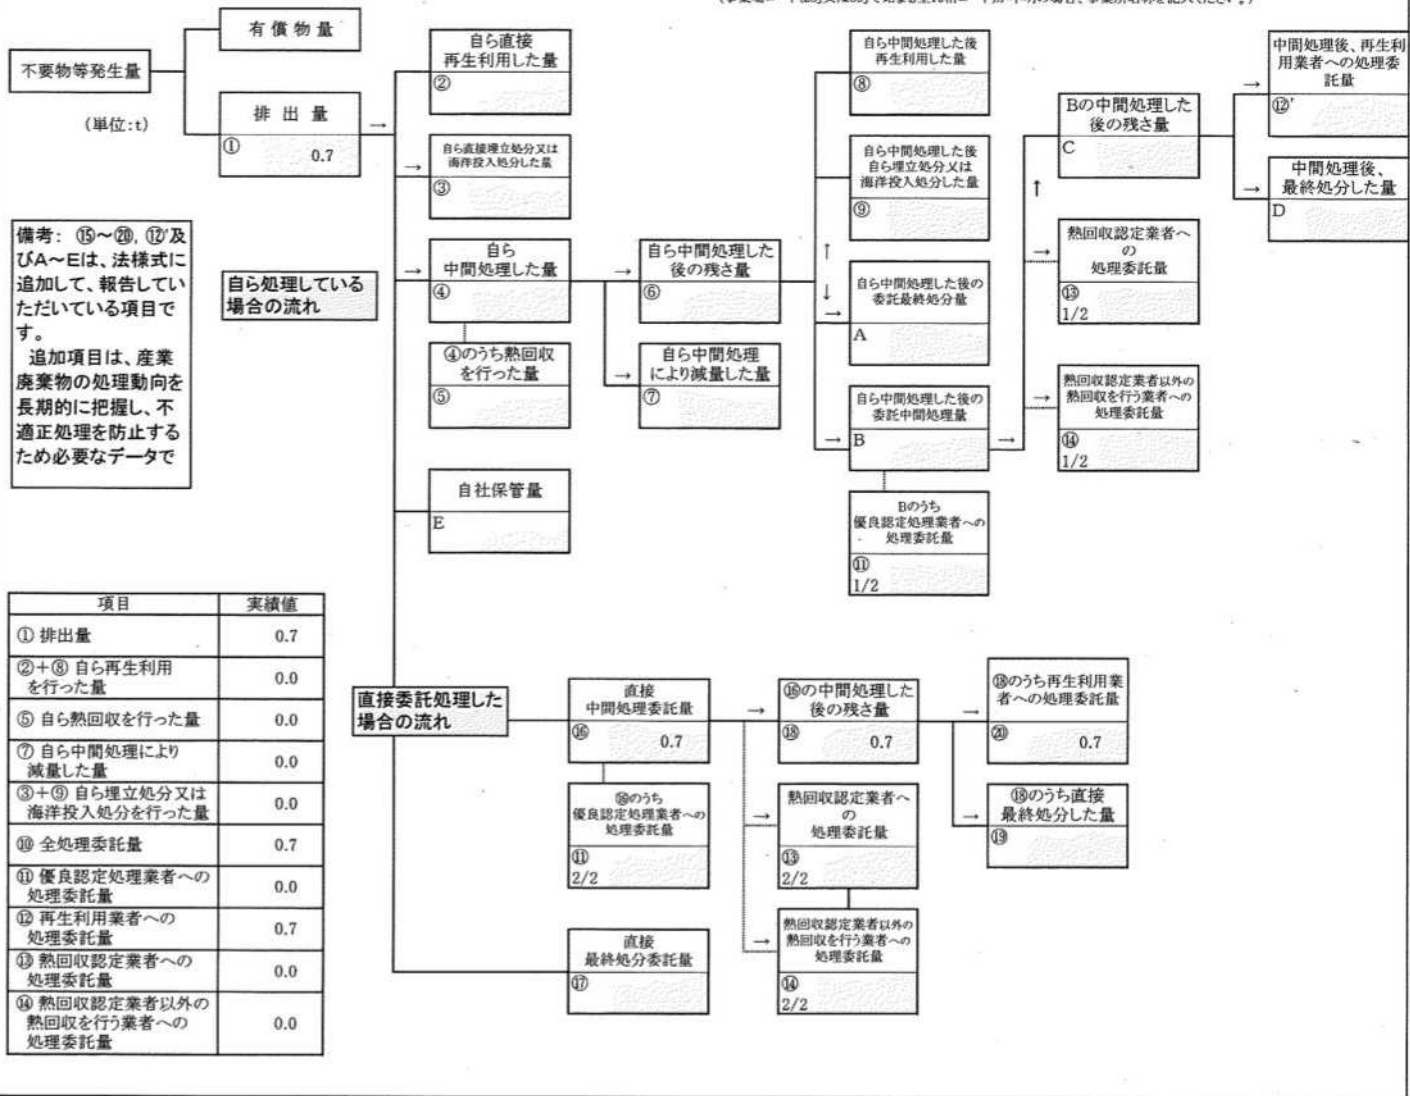 有償物量
不要物等発生量
(単位:t)
排出量
①
0.7
→
自ら直接
再生利用した量
②
→
自ら直接埋立処分又は
海洋投入処分した量
③
→
自ら
中間処理した量
④
④のうち熱回収
を行った量
⑤
自社保管量
E
→
自ら中間処理した
後の残さ量
⑥
→
自ら中間処理
により減量した量
⑦
自ら中間処理した後
再生利用した量
⑧
自ら中間処理した後
自ら埋立処分又は
海洋投入処分した量
⑨
↑
↓
→
自ら中間処理した後の
委託最終処分量
A
→
自ら中間処理した後の
委託中間処理量
B
Bのうち
優良認定処理業者への
処理委託量
⑪
1/2
→
↑
Bの中間処理した
後の残さ量
C
→
熱回収認定業者へ
の
処理委託量
⑬
1/2
→
熱回収認定業者以外の
熱回収を行う業者への
処理委託量
⑭
1/2
→
中間処理後、再生利
用業者への処理委
託量
⑫'
→
中間処理後、
最終処分した量
D
備考: ⑮~⑳, ⑫'及
びA~Eは、法様式に
追加して、報告してい
ただいている項目で
す。
追加項目は、産業
廃棄物の処理動向を
長期的に把握し、不
適正処理を防止する
ため必要なデータで
自ら処理している
場合の流れ
項目 実績値
① 排出量 0.7
②+⑧ 自ら再生利用
を行った量 0.0
⑤ 自ら熱回収を行った量 0.0
⑦ 自ら中間処理により
減量した量 0.0
③+⑨ 自ら埋立処分又は
海洋投入処分を行った量 0.0
⑩ 全処理委託量 0.7
⑪ 優良認定処理業者への
処理委託量 0.0
⑫ 再生利用業者への
処理委託量 0.7
⑬ 熱回収認定業者への
処理委託量 0.0
⑭ 熱回収認定業者以外の
熱回収を行う業者への
処理委託量 0.0
直接委託処理した
場合の流れ
直接
中間処理委託量
⑯ 0.7
⑯のうち
優良認定処理業者への
処理委託量
⑪
2/2
直接
最終処分委託量
⑰
→
⑯の中間処理した
後の残さ量
⑱ 0.7
→
熱回収認定業者へ
の
処理委託量
⑬
2/2
→
熱回収認定業者以外の
熱回収を行う業者への
処理委託量
⑭
2/2
→
⑱のうち再生利用業
者への処理委託量
⑳ 0.7
→
⑱のうち直接
最終処分した量
⑲